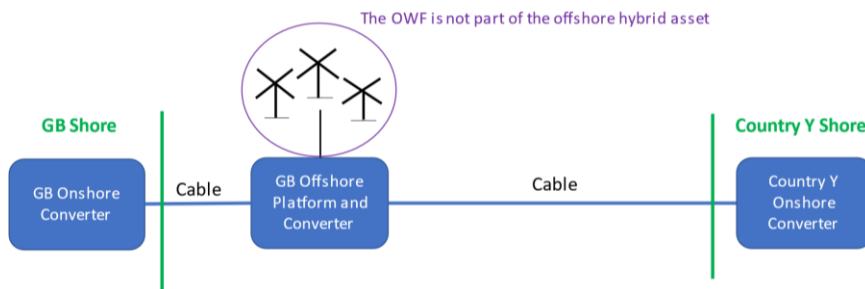 The OWF is not part of the offshore hybrid asset
GB Shore
Country Y Shore
GB Onshore
Converter
Cable
GB Offshore
Platform and
Converter
Cable
Country Y
Onshore
Converter